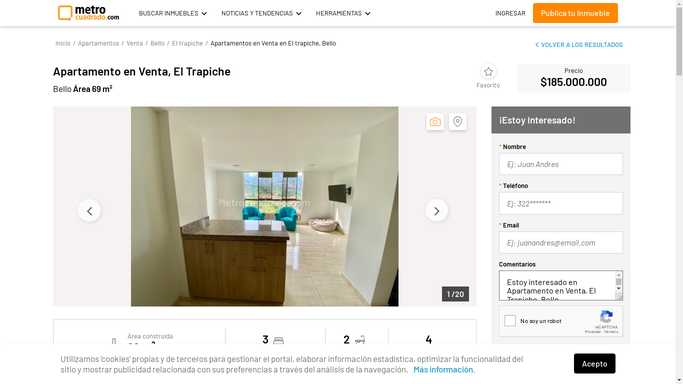 metro
cuadrado.com
BUSCAR INMUEBLES
NOTICIAS Y TENDENCIAS
HERRAMIENTAS
INGRESAR
Publica tu Inmueble
Inicio / Apartamentos / Venta / Bello / El trapiche / Apartamentos en Venta en El trapiche, Bello
VOLVER A LOS RESULTADOS
Apartamento en Venta, El Trapiche
Bello Área 69 m²
Favorito
Precio
$185.000.000
¡Estoy Interesado!
* Nombre
Ej: Juan Andres
* Teléfono
Ej: 322*******
* Email
Ej: juanandres@email.com
Comentarios
Estoy interesado en
Apartamento en Venta, El
Trapiche, Bello
No soy un robot
reCAPTCHA
Privacidad - Términos
1 / 20
Área construida
3
2
4
Utilizamos 'cookies' propias y de terceros para gestionar el portal, elaborar información estadística, optimizar la funcionalidad del
sitio y mostrar publicidad relacionada con sus preferencias a través del análisis de la navegación. Más información.
Acepto